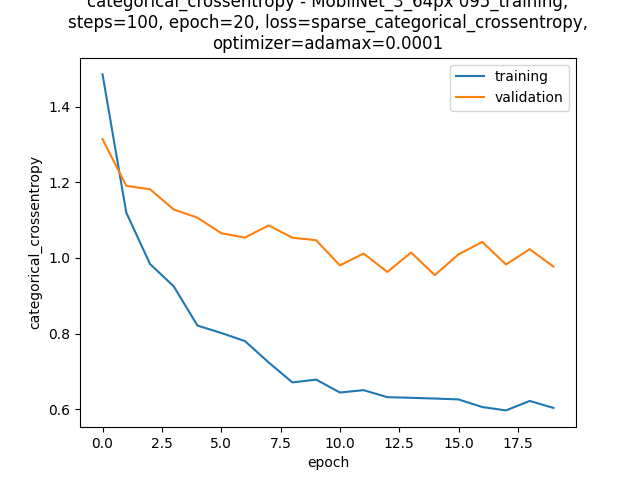 categorical_crossentropy - MobilNet_3_64px 095_training,
steps=100, epoch=20, loss=sparse_categorical_crossentropy,
optimizer=adamax=0.0001
training
validation
1.4
1.2
1.0
0.8
0.6
categorical_crossentropy
0.0 2.5 5.0 7.5 10.0 12.5 15.0 17.5
epoch